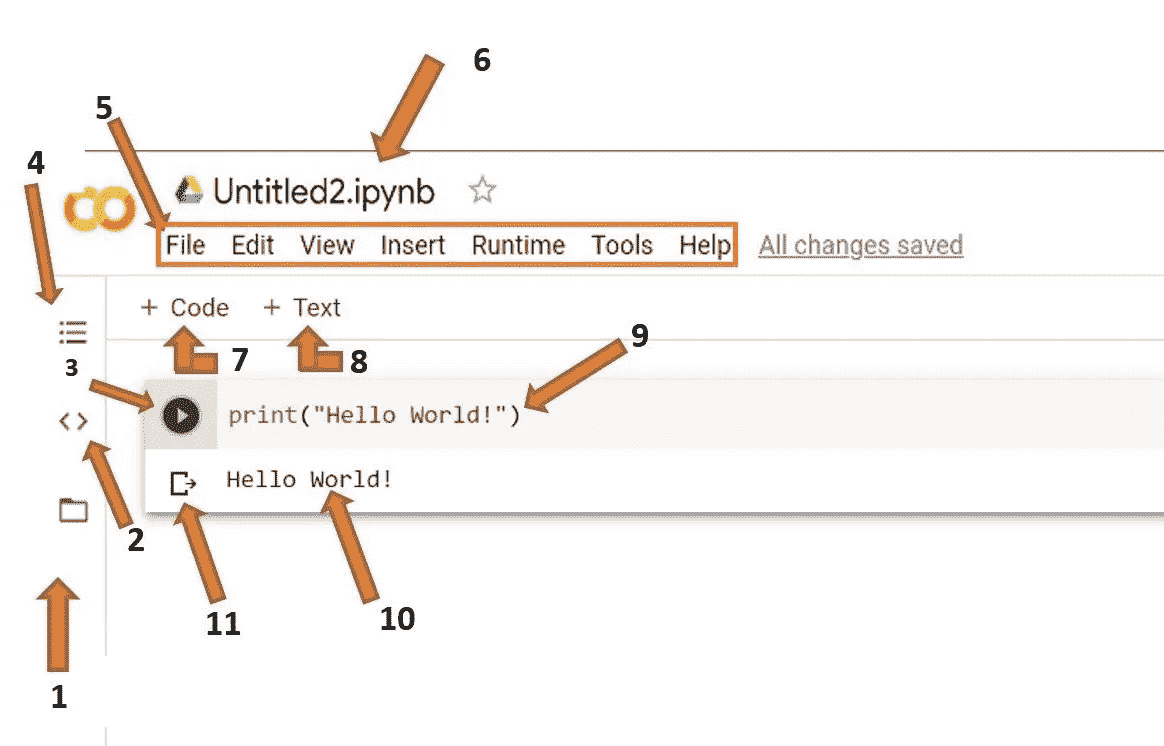 6
5
4
Untitled2.ipynb
File Edit View Insert Runtime Tools Help All changes saved
+ Code + Text
7 8 9
3
print("Hello World!")
Hello World!
2
11 10
1